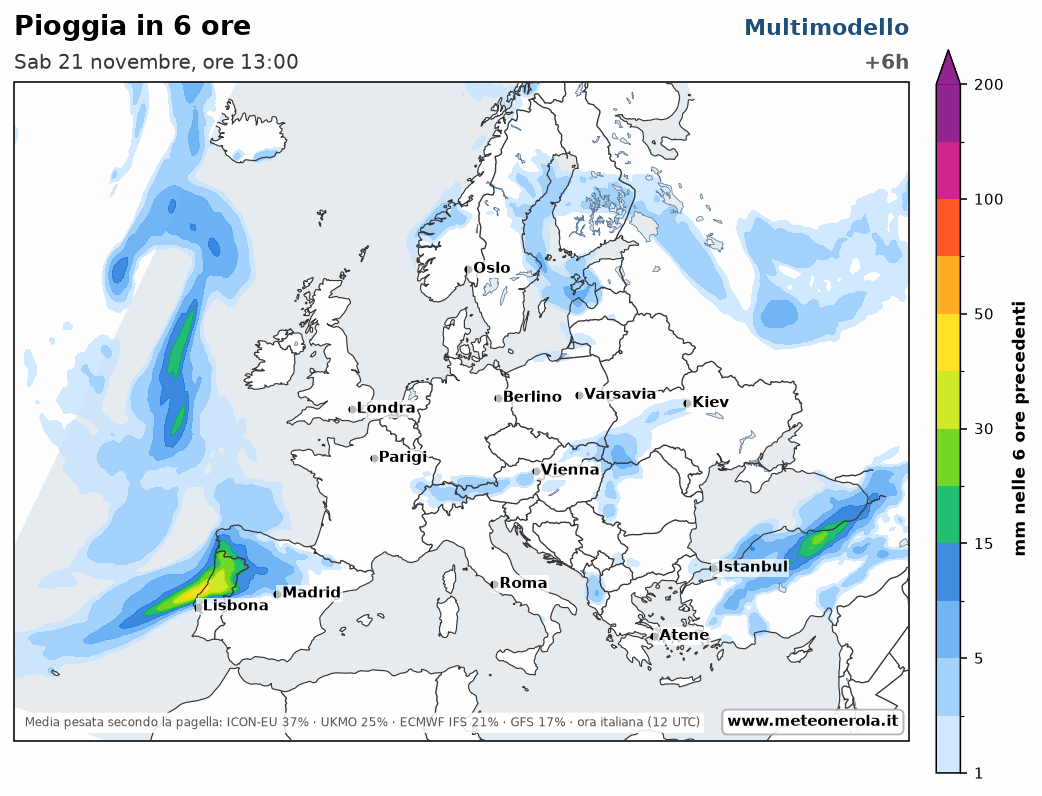 Pioggia in 6 ore
Multimodello
Sab 21 novembre, ore 13:00
+6h
200
100
50
30
15
5
1
mm nelle 6 ore precedenti
Oslo
Londra
Berlino
Varsavia
Kiev
Parigi
Vienna
Lisbona
Madrid
Roma
Istanbul
Atene
Media pesata secondo la pagella: ICON-EU 37% · UKMO 25% · ECMWF IFS 21% · GFS 17% · ora italiana (12 UTC)
www.meteonerola.it